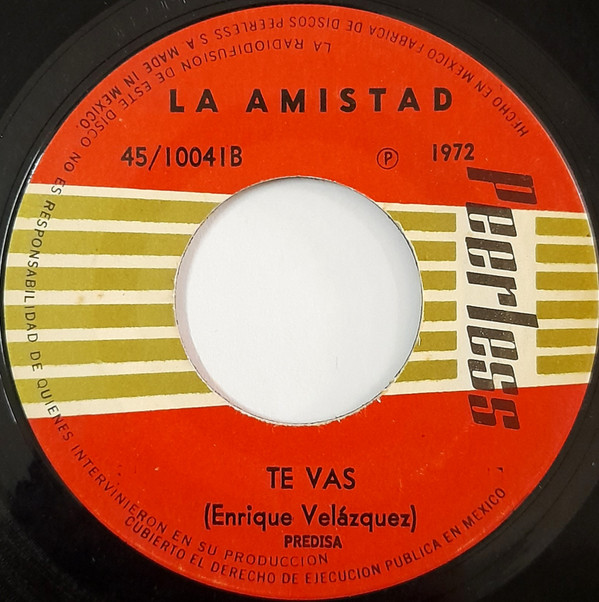 HECHO EN MEXICO FABRICA DE DISCOS PEERLESS S A MADE IN MEXICO.
LA RADIODIFUSION DE ESTE DISCO NO ES RESPONSABILIDAD DE QUIENES INTERVINIERON EN SU PRODUCCION
LA AMISTAD
45/10041B
Ⓟ 1972
peerless
TE VAS
(Enrique Velázquez)
PREDISA
CUBIERTO EL DERECHO DE EJECUCION PUBLICA EN MEXICO